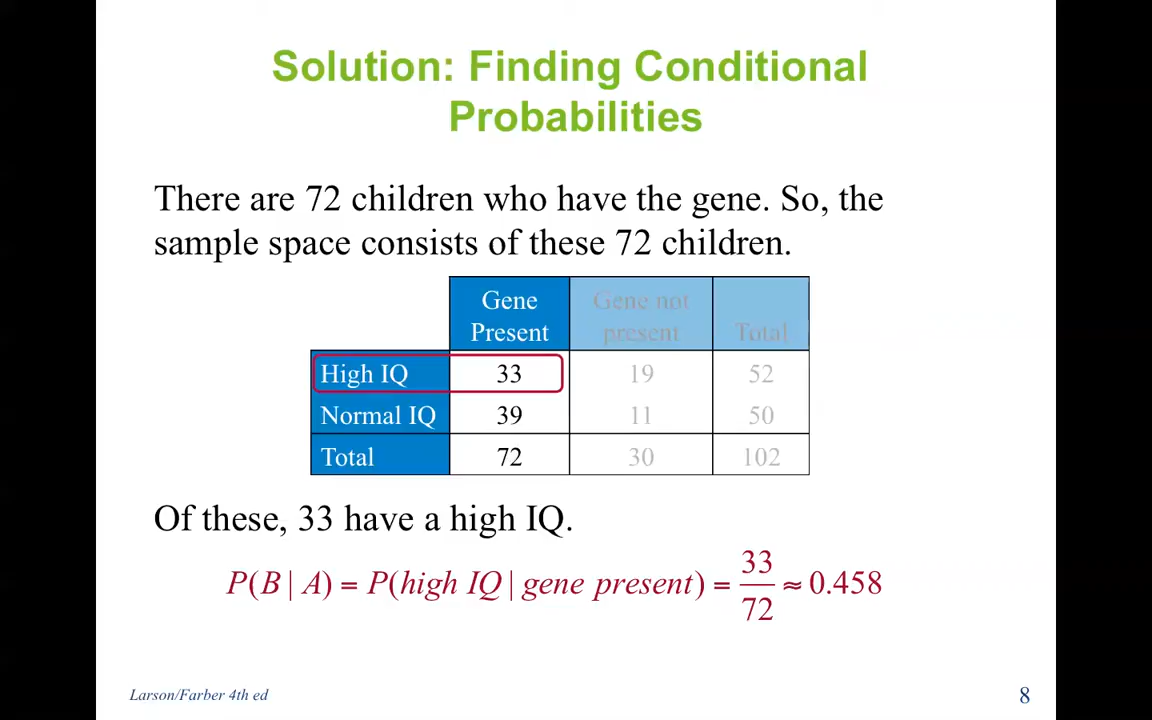 Solution: Finding Conditional
Probabilities
There are 72 children who have the gene. So, the
sample space consists of these 72 children.
Gene Present Gene not present Total
High IQ 33 19 52
Normal IQ 39 11 50
Total 72 30 102
Of these, 33 have a high IQ.
P(B | A) = P(high IQ | gene present) = 33/72 ≈ 0.458
Larson/Farber 4th ed 8